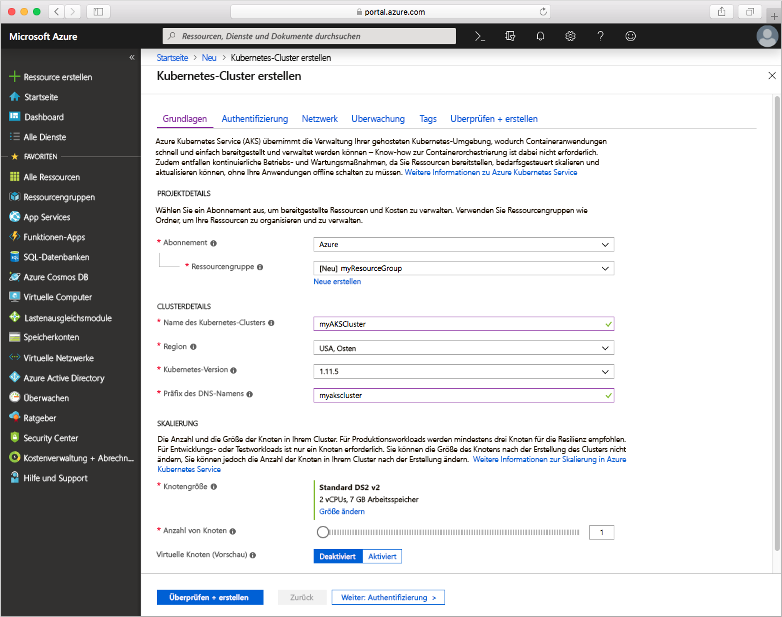 portal.azure.com
Microsoft Azure
Ressourcen, Dienste und Dokumente durchsuchen
«
Ressource erstellen
Startseite
Dashboard
Alle Dienste
FAVORITEN
Alle Ressourcen
Ressourcengruppen
App Services
Funktionen-Apps
SQL-Datenbanken
Azure Cosmos DB
Virtuelle Computer
Lastenausgleichsmodule
Speicherkonten
Virtuelle Netzwerke
Azure Active Directory
Überwachen
Ratgeber
Security Center
Kostenverwaltung + Abrechn...
Hilfe und Support
Startseite > Neu > Kubernetes-Cluster erstellen
Kubernetes-Cluster erstellen
Grundlagen Authentifizierung Netzwerk Überwachung Tags Überprüfen + erstellen
Azure Kubernetes Service (AKS) übernimmt die Verwaltung Ihrer gehosteten Kubernetes-Umgebung, wodurch Containeranwendungen
schnell und einfach bereitgestellt und verwaltet werden können – Know-how zur Containerorchestrierung ist dabei nicht erforderlich.
Zudem entfallen kontinuierliche Betriebs- und Wartungsmaßnahmen, da Sie Ressourcen bereitstellen, bedarfsgesteuert skalieren und
aktualisieren können, ohne Ihre Anwendungen offline schalten zu müssen. Weitere Informationen zu Azure Kubernetes Service
PROJEKTDETAILS
Wählen Sie ein Abonnement aus, um bereitgestellte Ressourcen und Kosten zu verwalten. Verwenden Sie Ressourcengruppen wie
Ordner, um Ihre Ressourcen zu organisieren und zu verwalten.
* Abonnement
Azure
* Ressourcengruppe
[Neu] myResourceGroup
Neue erstellen
CLUSTERDETAILS
* Name des Kubernetes-Clusters
myAKSCluster
* Region
USA, Osten
* Kubernetes-Version
1.11.5
* Präfix des DNS-Namens
myakscluster
SKALIERUNG
Die Anzahl und die Größe der Knoten in Ihrem Cluster. Für Produktionsworkloads werden mindestens drei Knoten für die Resilienz empfohlen.
Für Entwicklungs- oder Testworkloads ist nur ein Knoten erforderlich. Sie können die Größe des Knotens nach der Erstellung des Clusters nicht
ändern, Sie können jedoch die Anzahl der Knoten in Ihrem Cluster nach der Erstellung ändern. Weitere Informationen zur Skalierung in Azure
Kubernetes Service
* Knotengröße
Standard DS2 v2
2 vCPUs, 7 GB Arbeitsspeicher
Größe ändern
* Anzahl von Knoten
1
Virtuelle Knoten (Vorschau)
Deaktiviert Aktiviert
Überprüfen + erstellen Zurück Weiter: Authentifizierung >